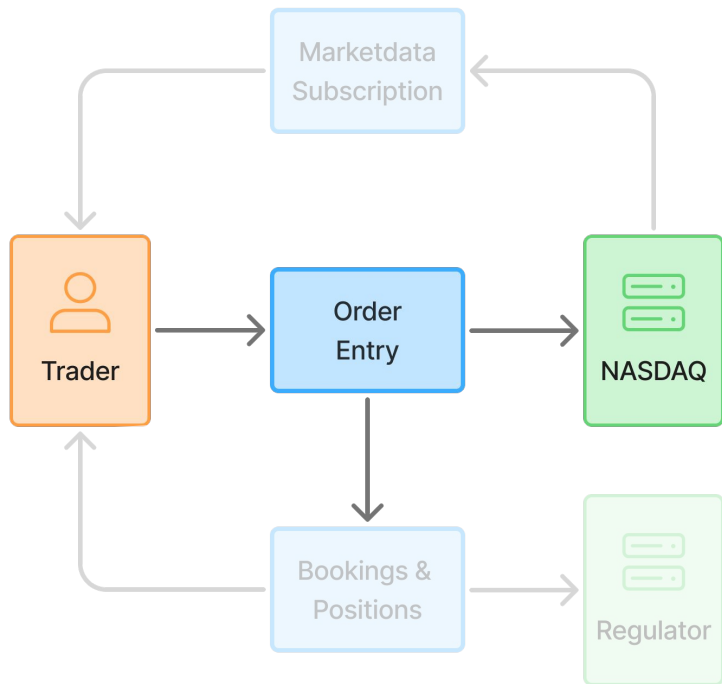 Marketdata
Subscription
Trader
Order
Entry
NASDAQ
Bookings &
Positions
Regulator